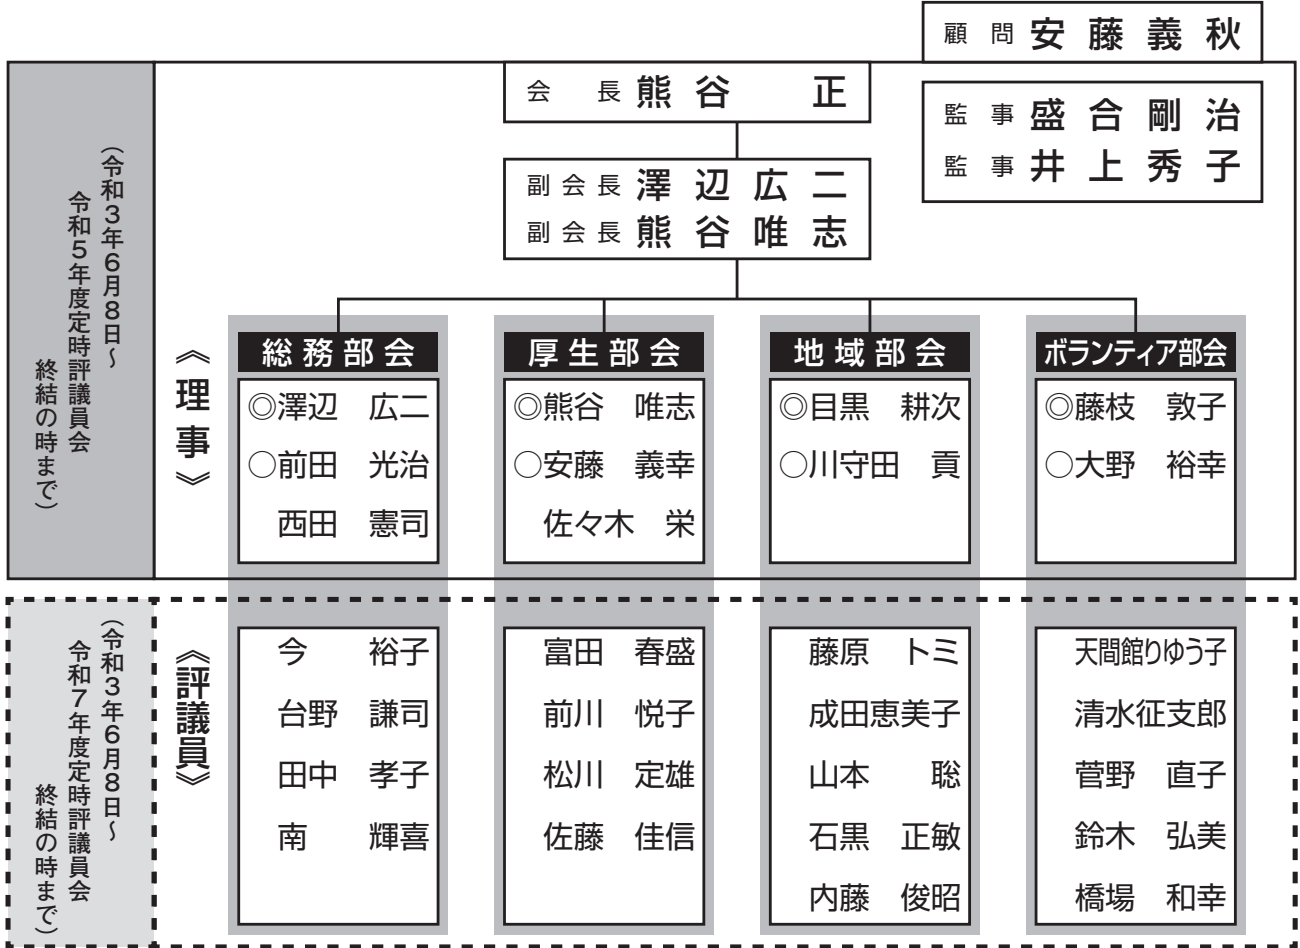 顧問 安藤義秋
会長 熊谷 正
監事 盛合剛治
監事 井上秀子
副会長 澤辺広二
副会長 熊谷唯志
（令和３年６月８日～
令和５年度定時評議員会
終結の時まで）
《理事》
総務部会
◎澤辺 広二
○前田 光治
西田 憲司
厚生部会
◎熊谷 唯志
○安藤 義幸
佐々木 栄
地域部会
◎目黒 耕次
○川守田 貢
ボランティア部会
◎藤枝 敦子
○大野 裕幸
（令和３年６月８日～
令和７年度定時評議員会
終結の時まで）
《評議員》
今 裕子
台野 謙司
田中 孝子
南 輝喜
富田 春盛
前川 悦子
松川 定雄
佐藤 佳信
藤原 トミ
成田恵美子
山本 聡
石黒 正敏
内藤 俊昭
天間館りゆう子
清水征支郎
菅野 直子
鈴木 弘美
橋場 和幸